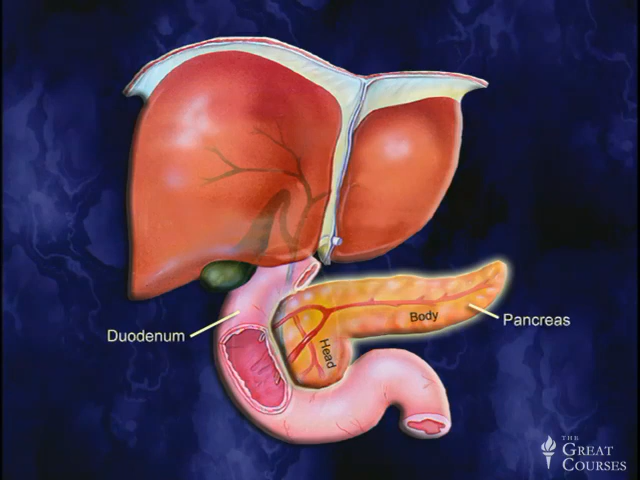 Duodenum
Head
Body
Pancreas
THE
GREAT
COURSES